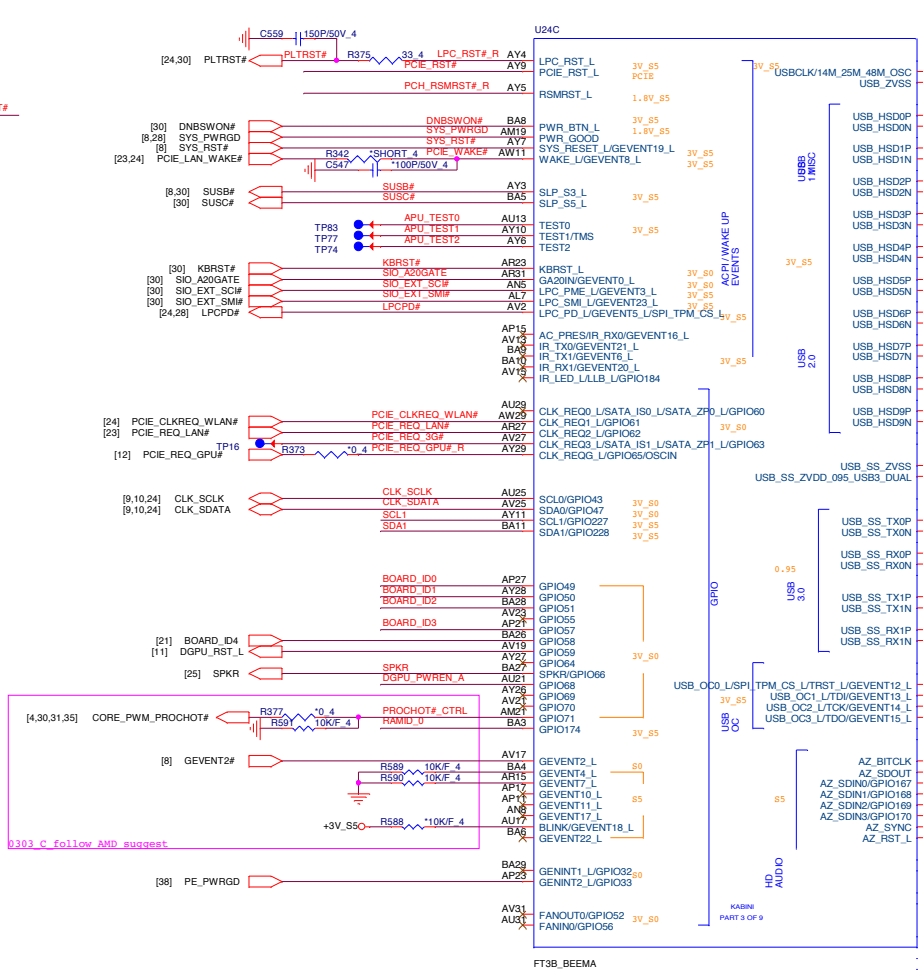 U24C
C559 150P/50V_4
[24,30] PLTRST# PLTRST# R375 33_4 LPC_RST#_R AY4 LPC_RST_L 3V_S5
PCIE_RST# AY9 PCIE_RST_L PCIE
PCH_RSMRST#_R AY5 RSMRST_L 1.8V_S5
[30] DNBSWON# DNBSWON# BA8 PWR_BTN_L 3V_S5
[8,28] SYS_PWRGD SYS_PWRGD AM19 PWR_GOOD 1.8V_S5
[8] SYS_RST# SYS_RST# AY7 SYS_RESET_L/GEVENT19_L 3V_S5
[23,24] PCIE_LAN_WAKE# R342 *SHORT_4 PCIE_WAKE# AW11 WAKE_L/GEVENT8_L 3V_S5
C547 *100P/50V_4
[8,30] SUSB# SUSB# AY3 SLP_S3_L 3V_S5
[30] SUSC# SUSC# BA5 SLP_S5_L
TP83 APU_TEST0 AU13 TEST0
TP77 APU_TEST1 AY10 TEST1/TMS 3V_S5
TP74 APU_TEST2 AY6 TEST2
[30] KBRST# KBRST# AR23 KBRST_L 3V_S0
[30] SIO_A20GATE SIO_A20GATE AR31 GA20IN/GEVENT0_L 3V_S0
[30] SIO_EXT_SCI# SIO_EXT_SCI# AN5 LPC_PME_L/GEVENT3_L 3V_S5
[30] SIO_EXT_SMI# SIO_EXT_SMI# AL7 LPC_SMI_L/GEVENT23_L 3V_S5
[24,28] LPCPD# LPCPD# AV2 LPC_PD_L/GEVENT5_L/SPI_TPM_CS_L 3V_S5
AP15 AC_PRES/IR_RX0/GEVENT16_L
AV13 IR_TX0/GEVENT21_L
BA9 IR_TX1/GEVENT6_L
BA10 IR_RX1/GEVENT20_L 3V_S5
AV15 IR_LED_L/LLB_L/GPIO184
ACPI / WAKE UP
EVENTS
AU29 CLK_REQ0_L/SATA_IS0_L/SATA_ZP0_L/GPIO60
[24] PCIE_CLKREQ_WLAN# PCIE_CLKREQ_WLAN# AW29 CLK_REQ1_L/GPIO61
[23] PCIE_REQ_LAN# PCIE_REQ_LAN# AR27 CLK_REQ2_L/GPIO62 3V_S0
TP16 PCIE_REQ_3G# AV27 CLK_REQ3_L/SATA_IS1_L/SATA_ZP1_L/GPIO63
[12] PCIE_REQ_GPU# R373 *0_4 PCIE_REQ_GPU#_R AY29 CLK_REQG_L/GPIO65/OSCIN
[9,10,24] CLK_SCLK CLK_SCLK AU25 SCL0/GPIO43 3V_S0
[9,10,24] CLK_SDATA CLK_SDATA AV25 SDA0/GPIO47 3V_S0
SCL1 AY11 SCL1/GPIO227 3V_S5
SDA1 BA11 SDA1/GPIO228 3V_S5
BOARD_ID0 AP27 GPIO49
BOARD_ID1 AY28 GPIO50
BOARD_ID2 BA28 GPIO51
AV23 GPIO55
BOARD_ID3 AP21 GPIO57
[21] BOARD_ID4 BA26 GPIO58
[11] DGPU_RST_L AV19 GPIO59
AY27 GPIO64 3V_S0
[25] SPKR SPKR BA27 SPKR/GPIO66
DGPU_PWREN_A AU21 GPIO68
AY26 GPIO69
AV21 GPIO70
[4,30,31,35] CORE_PWM_PROCHOT# R377 *0_4 PROCHOT#_CTRL AM21 GPIO71
R591 10K/F_4 RAMID_0 BA3 GPIO174 3V_S5
GPIO
[8] GEVENT2# AV17 GEVENT2_L
R589 10K/F_4 BA4 GEVENT4_L S0
R590 10K/F_4 AR15 GEVENT7_L
AP17 GEVENT10_L
AP11 GEVENT11_L S5
AN8 GEVENT17_L
+3V_S5 R588 *10K/F_4 AU17 BLINK/GEVENT18_L
BA6 GEVENT22_L
0303_C_follow AMD suggest
BA29 GENINT1_L/GPIO32 S0
[38] PE_PWRGD AP23 GENINT2_L/GPIO33
AV31 FANOUT0/GPIO52 3V_S0
AU31 FANIN0/GPIO56
3V_S5 USBCLK/14M_25M_48M_OSC
USB_ZVSS
USB_HSD0P
USB_HSD0N
USB_HSD1P
USB_HSD1N
USB_HSD2P
USB_HSD2N
USB_HSD3P
USB_HSD3N
USB_HSD4P
USB_HSD4N
3V_S5
USB_HSD5P
USB_HSD5N
USB_HSD6P
USB_HSD6N
USB_HSD7P
USB_HSD7N
USB
2.0
USB_HSD8P
USB_HSD8N
USB_HSD9P
USB_HSD9N
USB_SS_ZVSS
USB_SS_ZVDD_095_USB3_DUAL
USB_SS_TX0P
USB_SS_TX0N
USB_SS_RX0P
USB_SS_RX0N
0.95
USB
3.0
USB_SS_TX1P
USB_SS_TX1N
USB_SS_RX1P
USB_SS_RX1N
USB_OC0_L/SPI_TPM_CS_L/TRST_L/GEVENT12_L
3V_S5 USB_OC1_L/TDI/GEVENT13_L
USB_OC2_L/TCK/GEVENT14_L
USB_OC3_L/TDO/GEVENT15_L
USB
OC
AZ_BITCLK
AZ_SDOUT
AZ_SDIN0/GPIO167
AZ_SDIN1/GPIO168
S5 AZ_SDIN2/GPIO169
AZ_SDIN3/GPIO170
AZ_SYNC
AZ_RST_L
HD
AUDIO
KABINI
PART 3 OF 9
FT3B_BEEMA